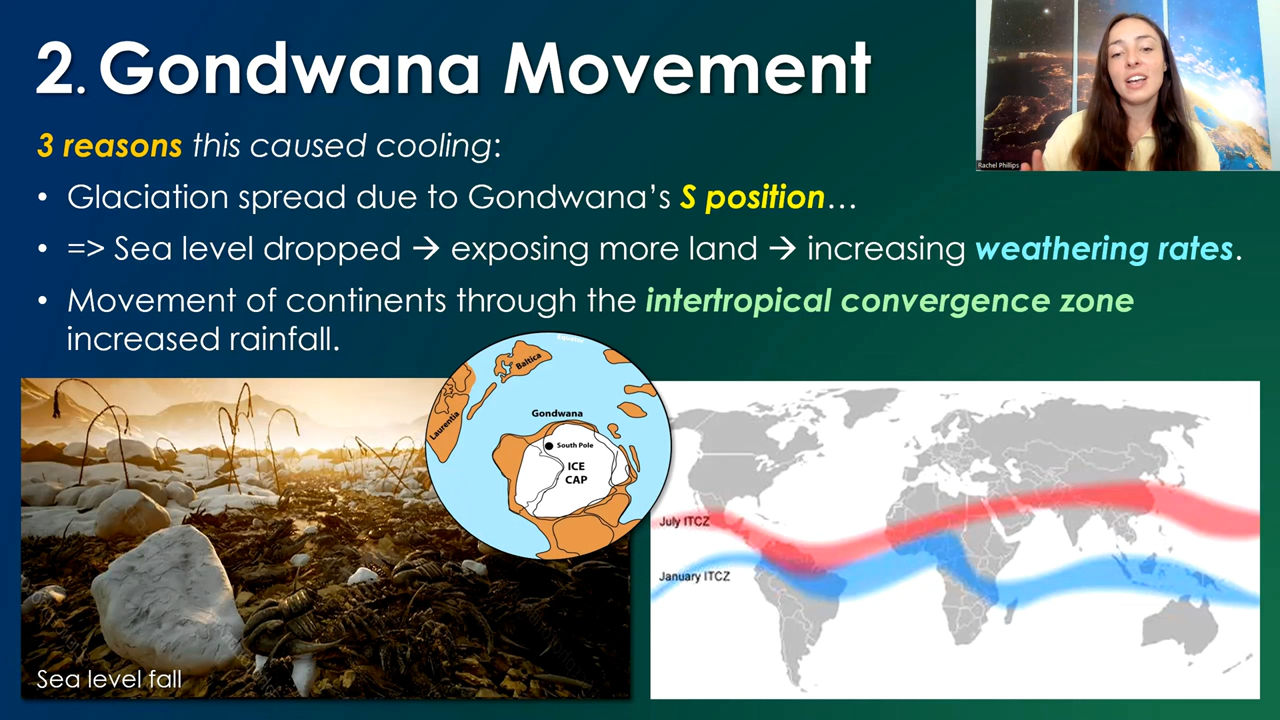 2. Gondwana Movement
Rachel Phillips
3 reasons this caused cooling:
• Glaciation spread due to Gondwana’s S position…
• => Sea level dropped → exposing more land → increasing weathering rates.
• Movement of continents through the intertropical convergence zone
increased rainfall.
Equator
Baltica
Laurentia
Gondwana
South Pole
ICE
CAP
July ITCZ
January ITCZ
Sea level fall